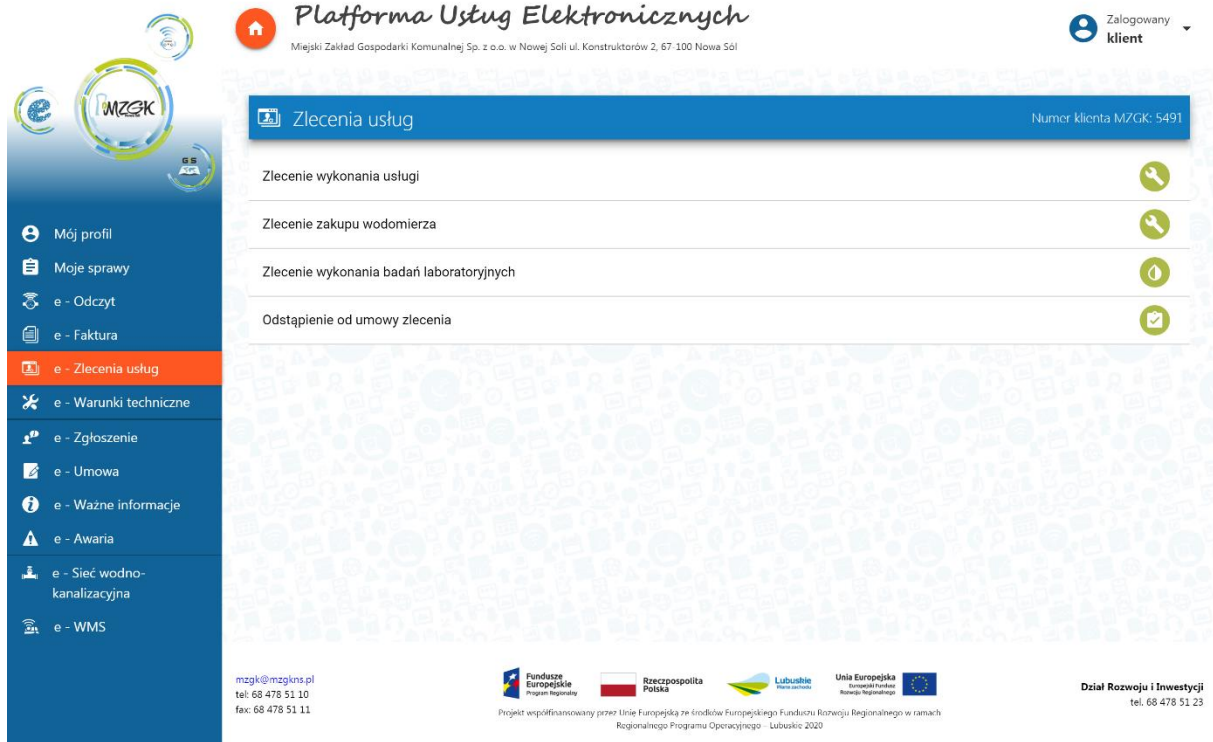 Platforma Usług Elektronicznych
Miejski Zakład Gospodarki Komunalnej Sp. z o.o. w Nowej Soli ul. Konstruktorów 2, 67-100 Nowa Sól
Zalogowany
klient
e
MZGK
GS
Mój profil
Moje sprawy
e - Odczyt
e - Faktura
e - Zlecenia usług
e - Warunki techniczne
e - Zgłoszenie
e - Umowa
e - Ważne informacje
e - Awaria
e - Sieć wodno-
kanalizacyjna
e - WMS
Zlecenia usług
Numer klienta MZGK: 5491
Zlecenie wykonania usługi
Zlecenie zakupu wodomierza
Zlecenie wykonania badań laboratoryjnych
Odstąpienie od umowy zlecenia
mzgk@mzgkns.pl
tel: 68 478 51 10
fax: 68 478 51 11
Fundusze
Europejskie
Program Regionalny
Rzeczpospolita
Polska
Lubuskie
Warte zachodu
Unia Europejska
Europejski Fundusz
Rozwoju Regionalnego
Projekt współfinansowany przez Unię Europejską ze środków Europejskiego Funduszu Rozwoju Regionalnego w ramach
Regionalnego Programu Operacyjnego - Lubuskie 2020
Dział Rozwoju i Inwestycji
tel. 68 478 51 23